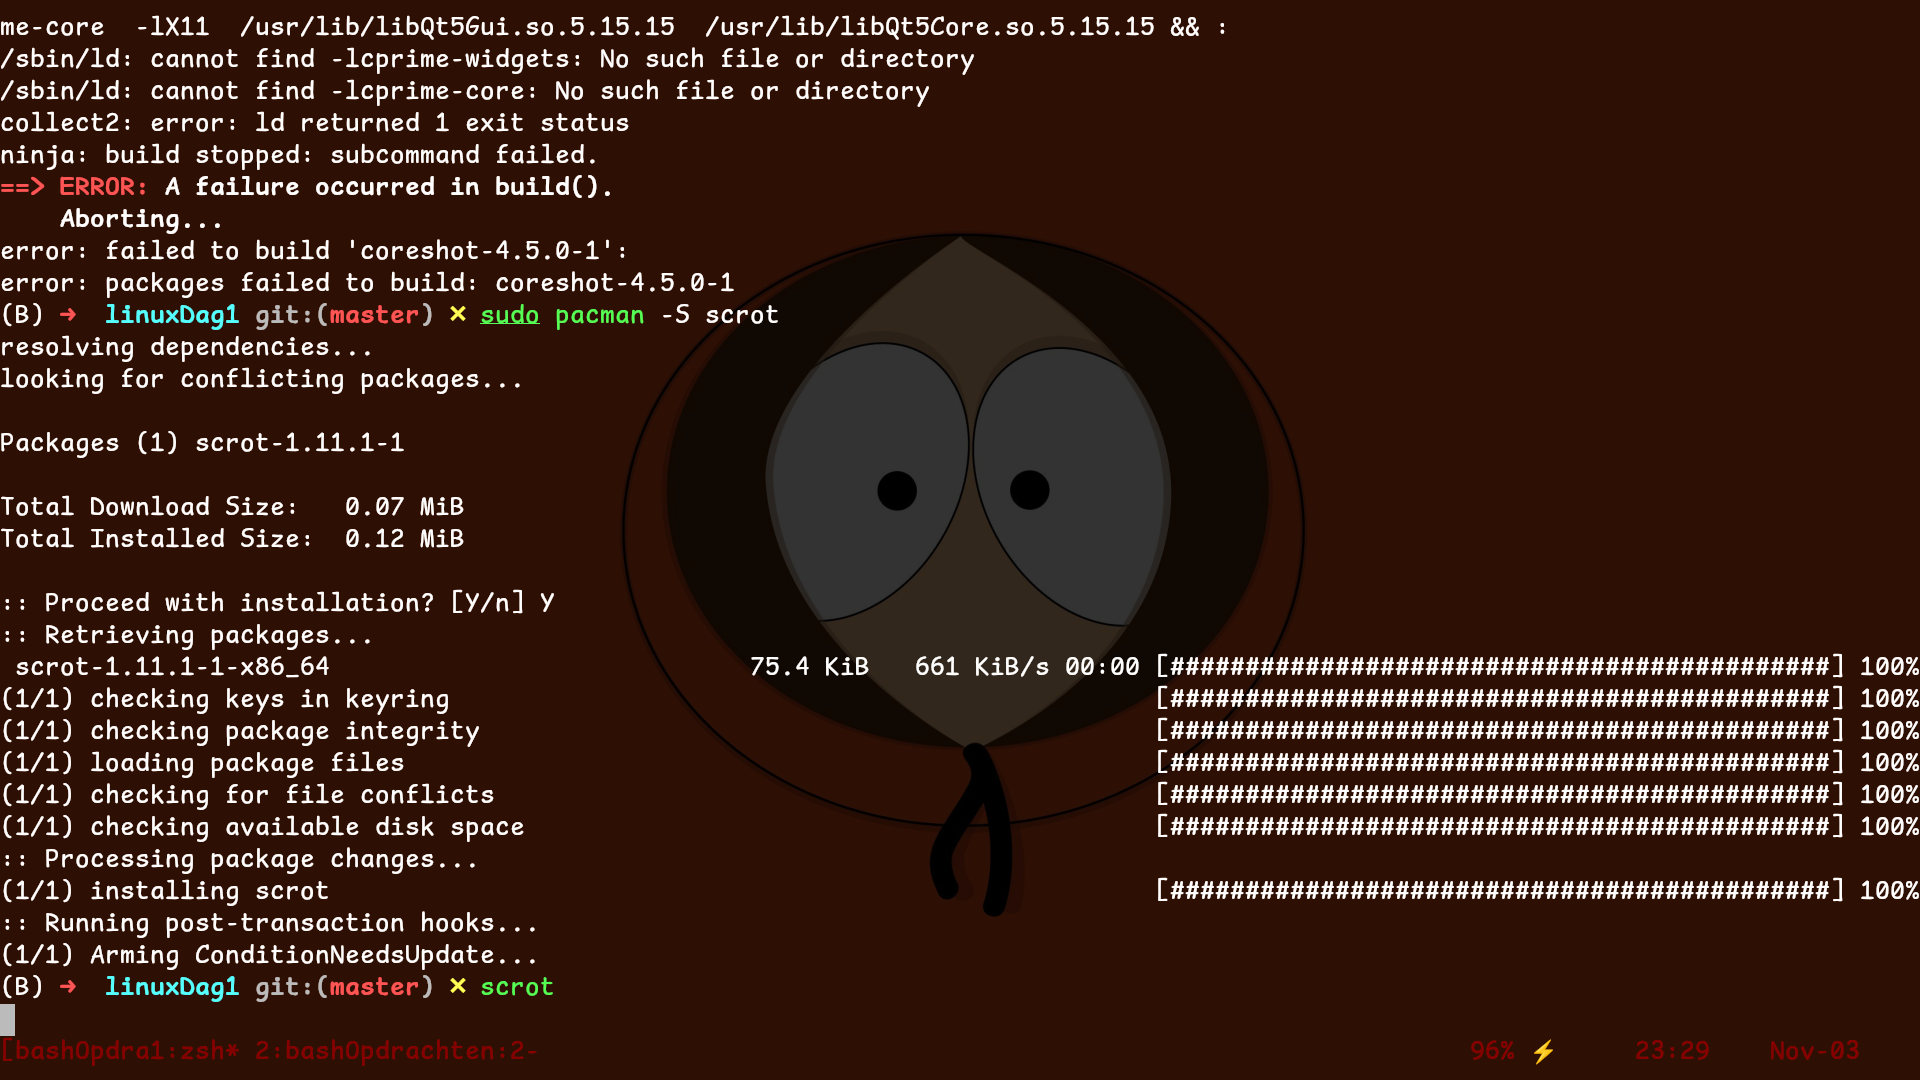 me-core  -lX11  /usr/lib/libQt5Gui.so.5.15.15  /usr/lib/libQt5Core.so.5.15.15 && :
/sbin/ld: cannot find -lcprime-widgets: No such file or directory
/sbin/ld: cannot find -lcprime-core: No such file or directory
collect2: error: ld returned 1 exit status
ninja: build stopped: subcommand failed.
==> ERROR: A failure occurred in build().
    Aborting...
error: failed to build 'coreshot-4.5.0-1':
error: packages failed to build: coreshot-4.5.0-1
(B) ➜  linuxDag1 git:(master) ✗ sudo pacman -S scrot
resolving dependencies...
looking for conflicting packages...
Packages (1) scrot-1.11.1-1
Total Download Size:   0.07 MiB
Total Installed Size:  0.12 MiB
:: Proceed with installation? [Y/n] Y
:: Retrieving packages...
 scrot-1.11.1-1-x86_64                            75.4 KiB   661 KiB/s 00:00 [############################################] 100%
(1/1) checking keys in keyring                                               [############################################] 100%
(1/1) checking package integrity                                             [############################################] 100%
(1/1) loading package files                                                  [############################################] 100%
(1/1) checking for file conflicts                                            [############################################] 100%
(1/1) checking available disk space                                          [############################################] 100%
:: Processing package changes...
(1/1) installing scrot                                                       [############################################] 100%
:: Running post-transaction hooks...
(1/1) Arming ConditionNeedsUpdate...
(B) ➜  linuxDag1 git:(master) ✗ scrot
[bashOpdra1:zsh* 2:bashOpdrachten:2-    96% ⚡    23:29    Nov-03